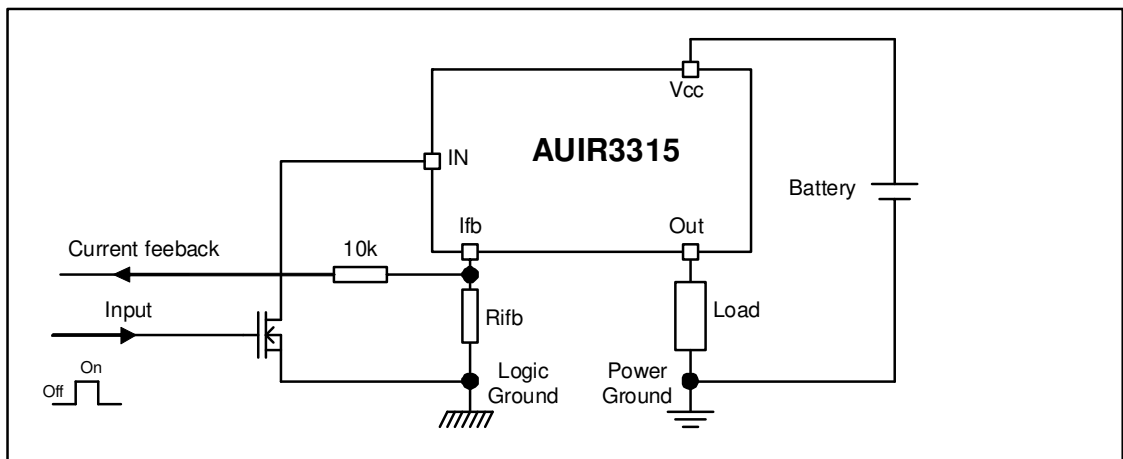 Vcc
AUIR3315
IN
Battery
Ifb
Out
Current feeback
10k
Input
Rifb
Load
On
Off
Logic
Ground
Power
Ground